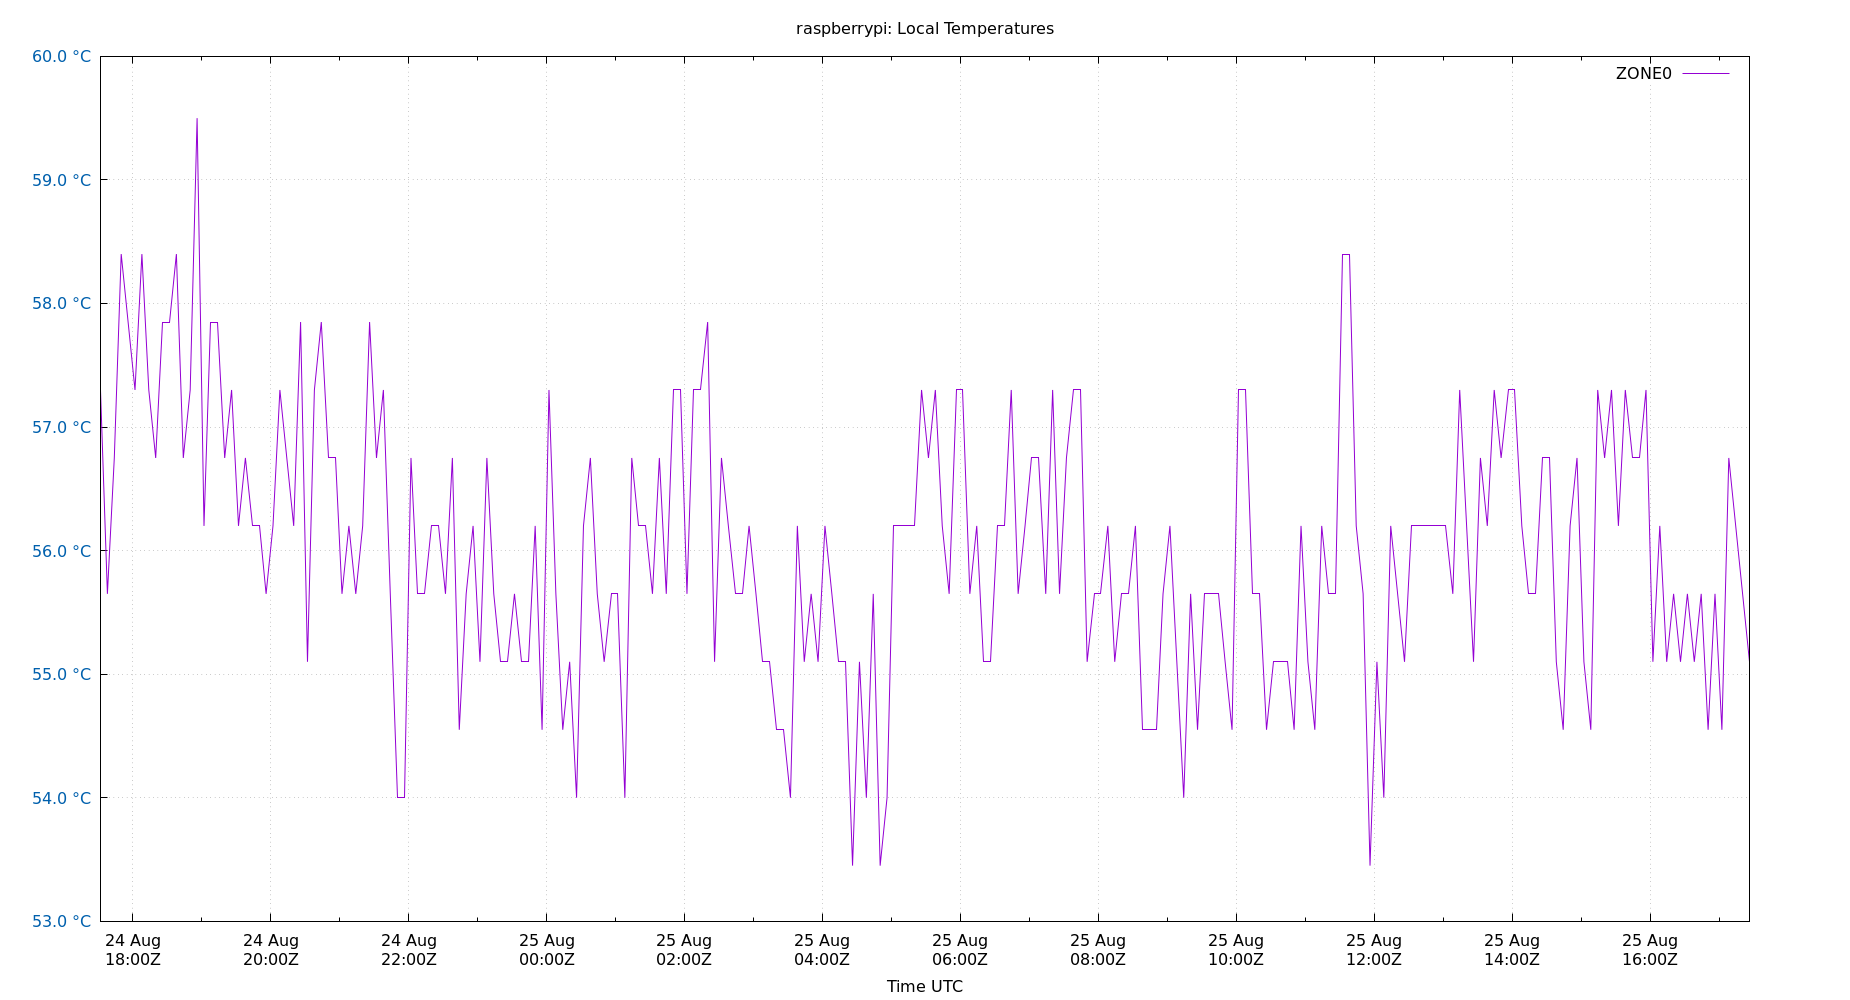 raspberrypi: Local Temperatures
60.0 °C
ZONE0
59.0 °C
58.0 °C
57.0 °C
56.0 °C
55.0 °C
54.0 °C
53.0 °C
24 Aug 24 Aug 24 Aug 25 Aug 25 Aug 25 Aug 25 Aug 25 Aug 25 Aug 25 Aug 25 Aug 25 Aug
18:00Z 20:00Z 22:00Z 00:00Z 02:00Z 04:00Z 06:00Z 08:00Z 10:00Z 12:00Z 14:00Z 16:00Z
Time UTC